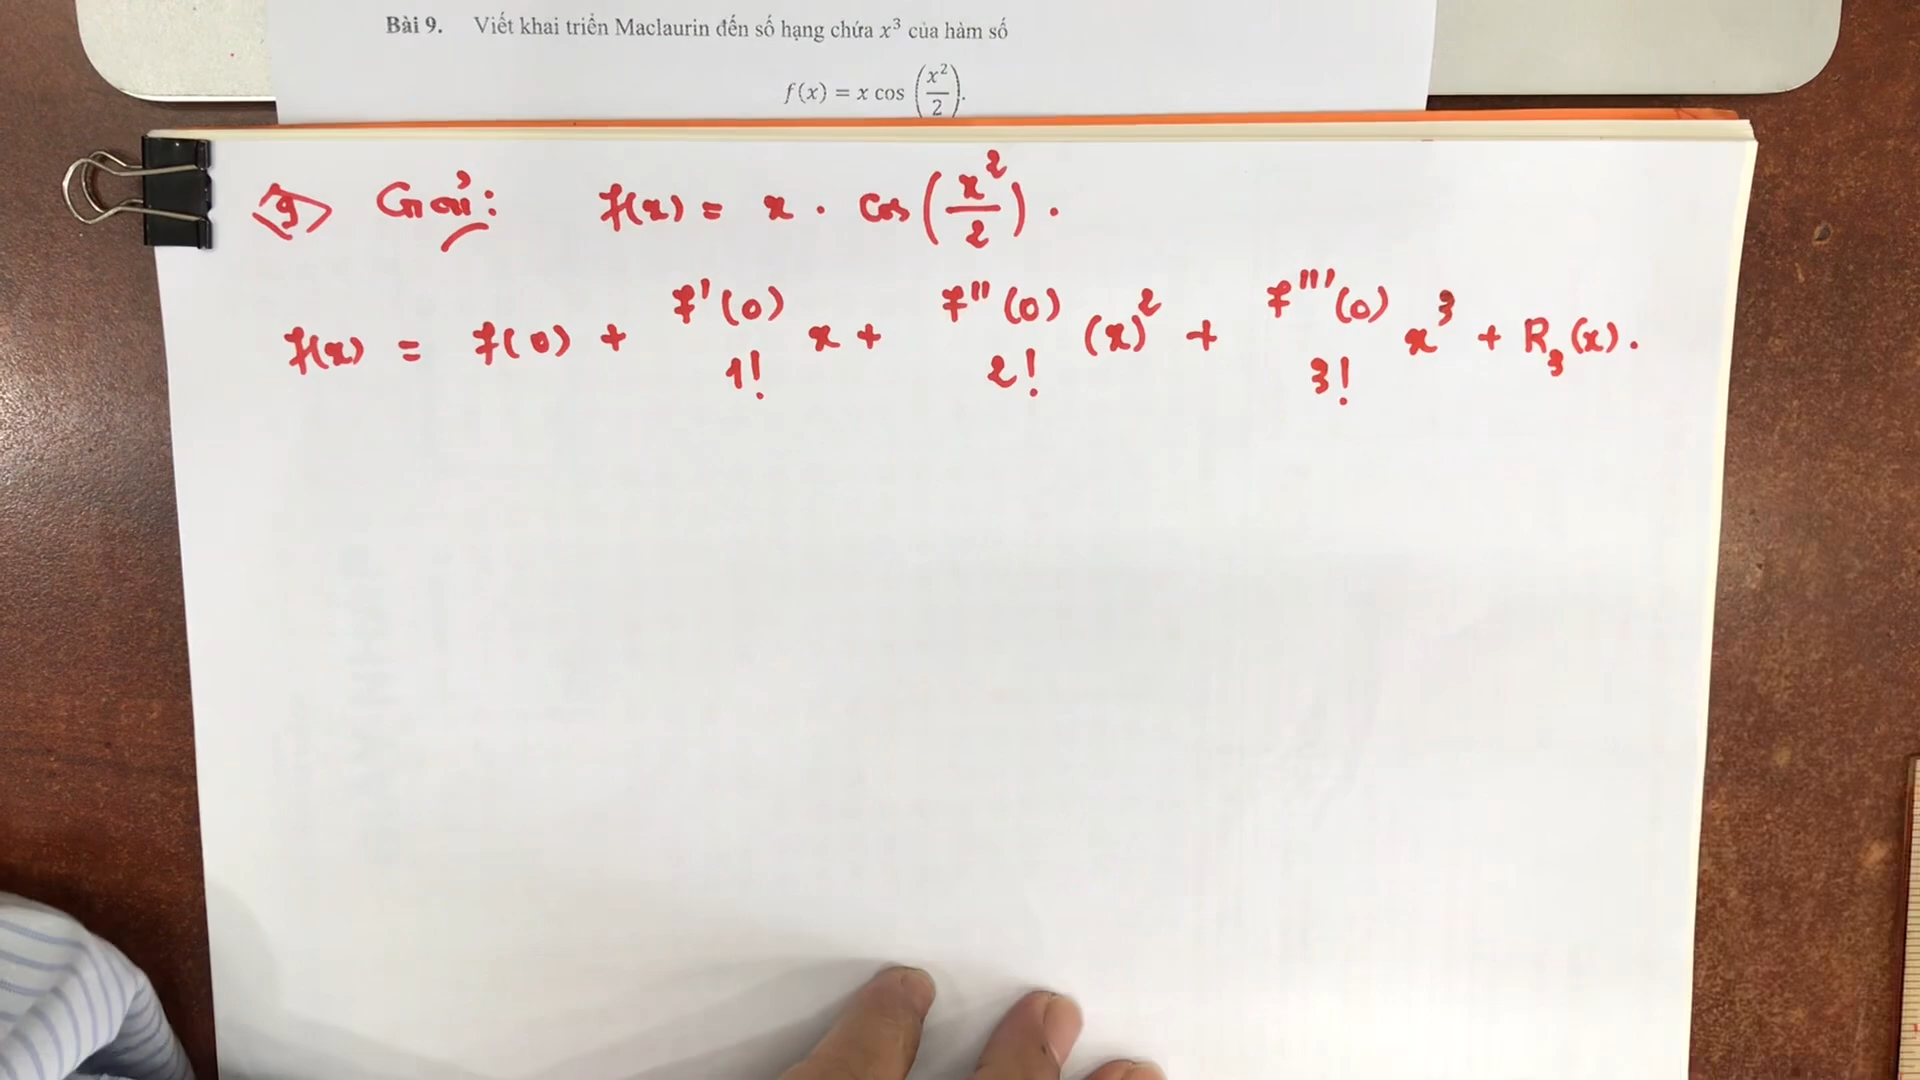 Bài 9. Viết khai triển Maclaurin đến số hạng chứa x³ của hàm số
f(x) = x cos (x²/2).
9 Giải: f(x) = x . cos (x²/2) .
f(x) = f(0) + f'(0)/1! x + f''(0)/2! (x)² + f'''(0)/3! x³ + R₃(x).